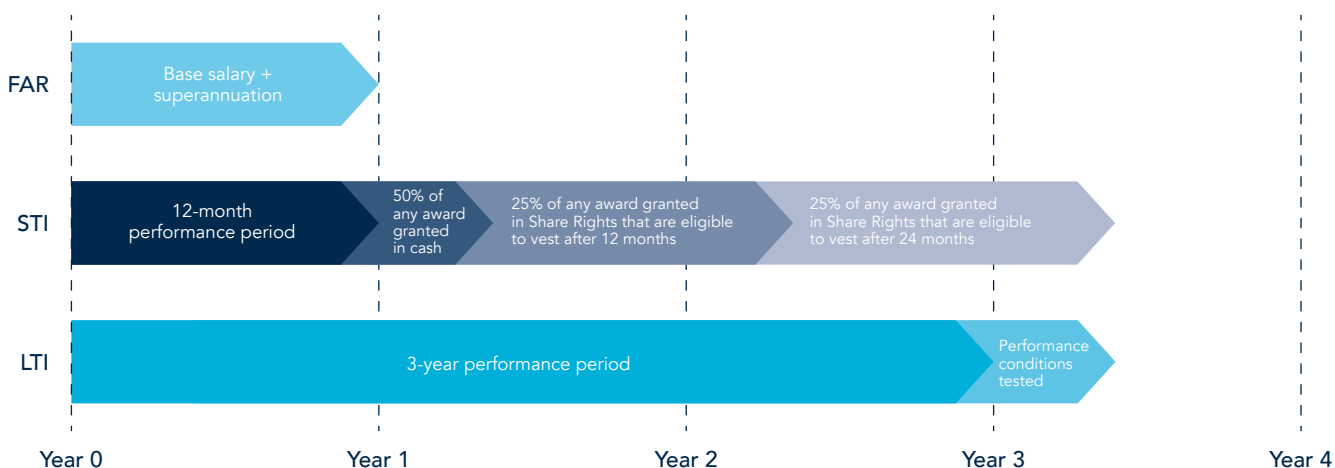 FAR
Base salary +
superannuation
STI
12-month
performance period
50% of
any award
granted
in cash
25% of any award granted
in Share Rights that are eligible
to vest after 12 months
25% of any award granted
in Share Rights that are eligible
to vest after 24 months
LTI
3-year performance period
Performance
conditions
tested
Year 0
Year 1
Year 2
Year 3
Year 4